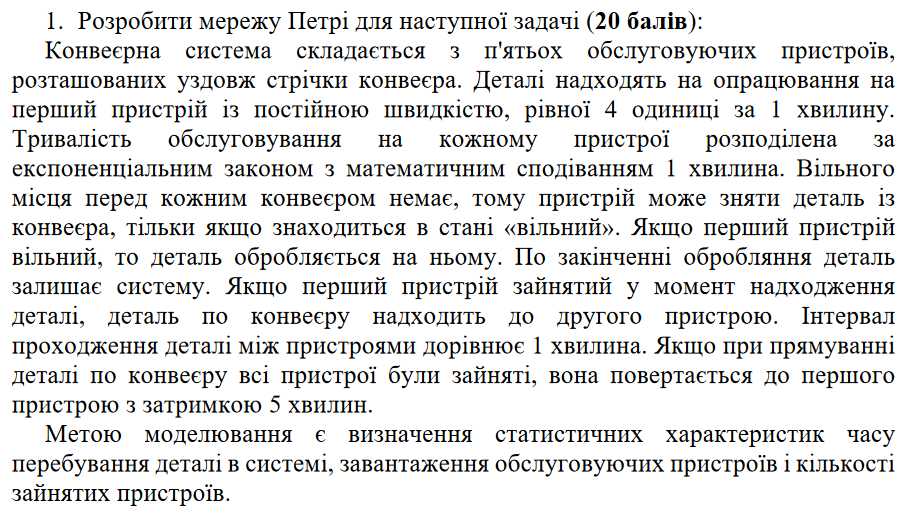 1. Розробити мережу Петрі для наступної задачі (20 балів):
Конвеєрна система складається з п'ятьох обслуговуючих пристроїв,
розташованих уздовж стрічки конвеєра. Деталі надходять на опрацювання на
перший пристрій із постійною швидкістю, рівної 4 одиниці за 1 хвилину.
Тривалість обслуговування на кожному пристрої розподілена за
експоненціальним законом з математичним сподіванням 1 хвилина. Вільного
місця перед кожним конвеєром немає, тому пристрій може зняти деталь із
конвеєра, тільки якщо знаходиться в стані «вільний». Якщо перший пристрій
вільний, то деталь обробляється на ньому. По закінченні оброблення деталь
залишає систему. Якщо перший пристрій зайнятий у момент надходження
деталі, деталь по конвеєру надходить до другого пристрою. Інтервал
проходження деталі між пристроями дорівнює 1 хвилина. Якщо при прямуванні
деталі по конвеєру всі пристрої були зайняті, вона повертається до першого
пристрою з затримкою 5 хвилин.
Метою моделювання є визначення статистичних характеристик часу
перебування деталі в системі, завантаження обслуговуючих пристроїв і кількості
зайнятих пристроїв.